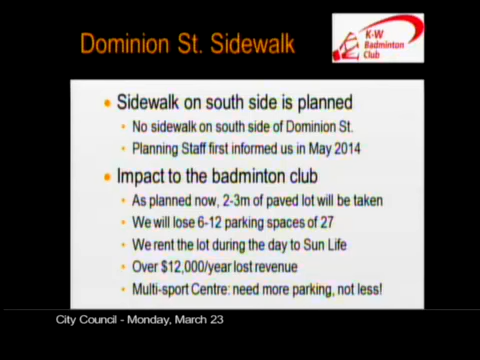 Dominion St. Sidewalk
K-W
Badminton
Club
• Sidewalk on south side is planned
• No sidewalk on south side of Dominion St.
• Planning Staff first informed us in May 2014
• Impact to the badminton club
• As planned now, 2-3m of paved lot will be taken
• We will lose 6-12 parking spaces of 27
• We rent the lot during the day to Sun Life
• Over $12,000/year lost revenue
• Multi-sport Centre: need more parking, not less!
City Council - Monday, March 23